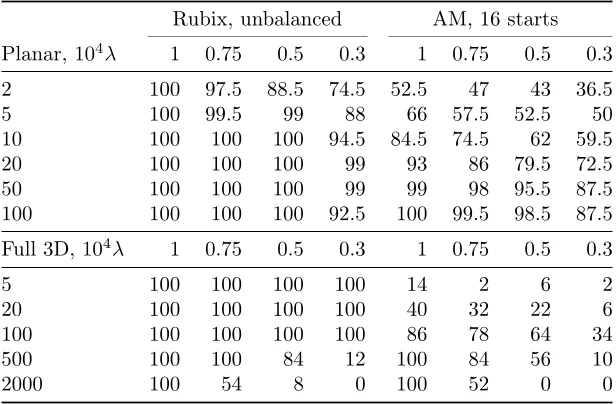 Rubix, unbalanced AM, 16 starts
Planar, 10⁴λ 1 0.75 0.5 0.3 1 0.75 0.5 0.3
2 100 97.5 88.5 74.5 52.5 47 43 36.5
5 100 99.5 99 88 66 57.5 52.5 50
10 100 100 100 94.5 84.5 74.5 62 59.5
20 100 100 100 99 93 86 79.5 72.5
50 100 100 100 99 99 98 95.5 87.5
100 100 100 100 92.5 100 99.5 98.5 87.5
Full 3D, 10⁴λ 1 0.75 0.5 0.3 1 0.75 0.5 0.3
5 100 100 100 100 14 2 6 2
20 100 100 100 100 40 32 22 6
100 100 100 100 100 86 78 64 34
500 100 100 84 12 100 84 56 10
2000 100 54 8 0 100 52 0 0